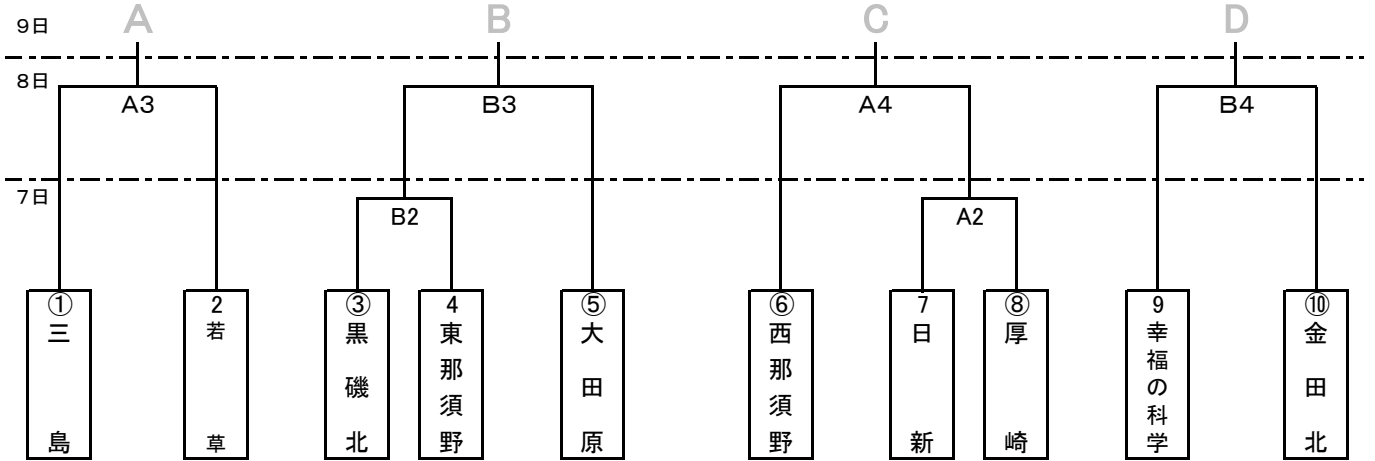 9日 A B C D
8日
A3 B3 A4 B4
7日
B2 A2
① 2 ③ 4 ⑤ ⑥ 7 ⑧ 9 ⑩
三島
若草
黒磯北
東那須野
大田原
西那須野
日新
厚崎
幸福の科学
金田北